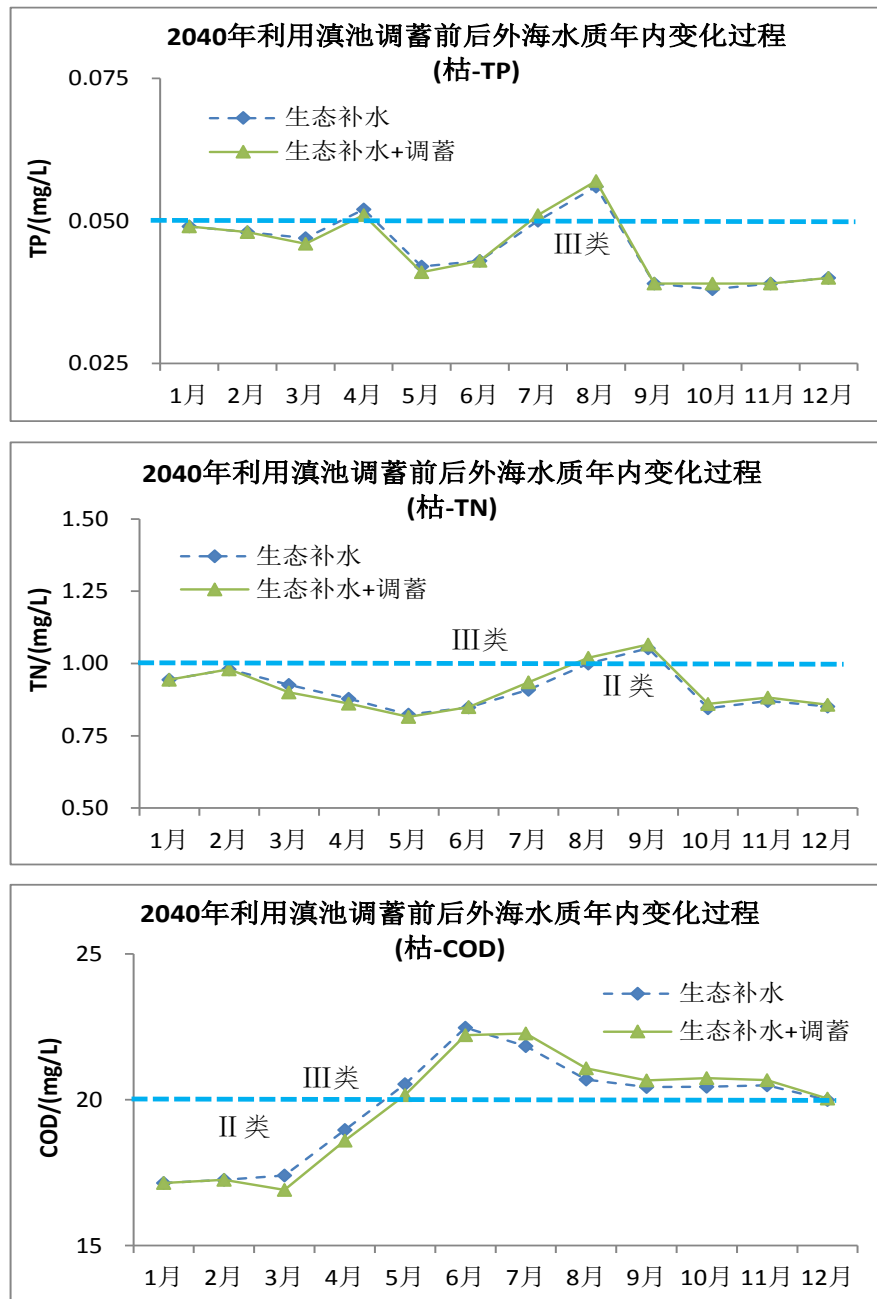 2040年利用滇池调蓄前后外海水质年内变化过程
(枯-TP)
0.075
0.050
0.025
TP/(mg/L)
生态补水
生态补水+调蓄
III类
1月 2月 3月 4月 5月 6月 7月 8月 9月 10月 11月 12月
2040年利用滇池调蓄前后外海水质年内变化过程
(枯-TN)
1.50
1.25
1.00
0.75
0.50
TN/(mg/L)
生态补水
生态补水+调蓄
III类
II 类
1月 2月 3月 4月 5月 6月 7月 8月 9月 10月 11月 12月
2040年利用滇池调蓄前后外海水质年内变化过程
(枯-COD)
25
20
15
COD/(mg/L)
生态补水
生态补水+调蓄
III类
II 类
1月 2月 3月 4月 5月 6月 7月 8月 9月 10月 11月 12月